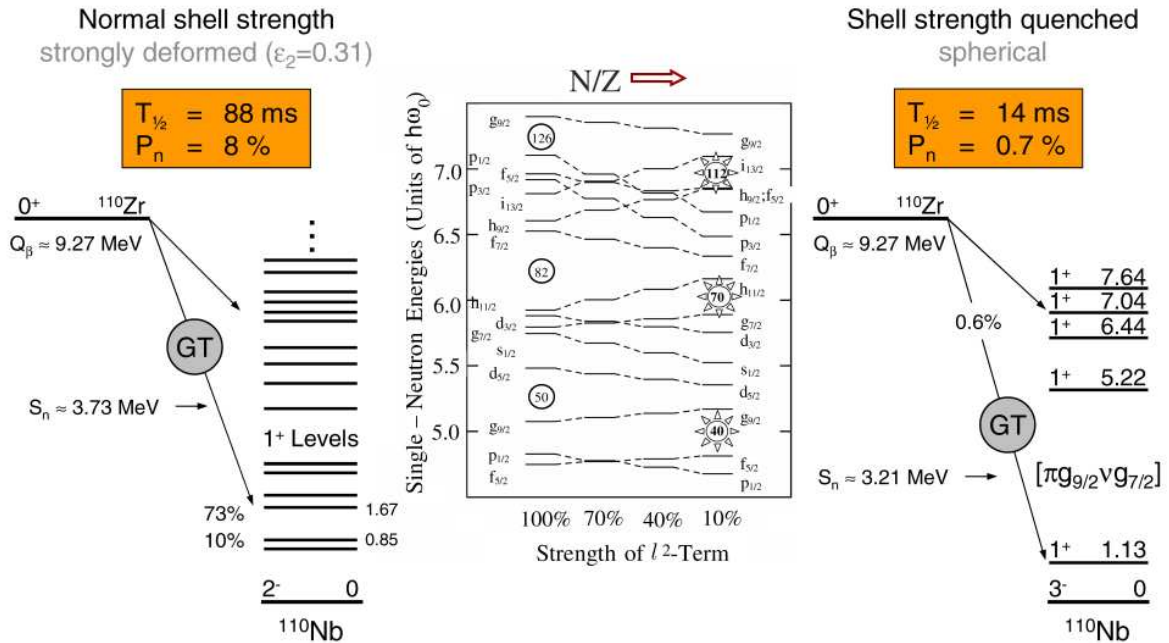 Normal shell strength
strongly deformed (ε₂=0.31)
T½ = 88 ms
Pₙ = 8 %
0⁺ ¹¹⁰Zr
Qβ ≈ 9.27 MeV
GT
Sₙ ≈ 3.73 MeV
1⁺ Levels
73% 1.67
10% 0.85
2⁻ 0
¹¹⁰Nb
N/Z
Single – Neutron Energies (Units of hω₀)
7.0
6.5
6.0
5.5
5.0
g₉/₂
p₁/₂
f₅/₂
p₃/₂
i₁₃/₂
h₉/₂
f₇/₂
h₁₁/₂
d₃/₂
g₇/₂
s₁/₂
d₅/₂
g₉/₂
p₁/₂
f₅/₂
126
82
50
112
70
40
g₉/₂
i₁₃/₂
h₉/₂;f₅/₂
p₁/₂
p₃/₂
f₇/₂
h₁₁/₂
g₇/₂
d₃/₂
s₁/₂
d₅/₂
g₉/₂
f₅/₂
p₁/₂
100% 70% 40% 10%
Strength of l²-Term
Shell strength quenched
spherical
T½ = 14 ms
Pₙ = 0.7 %
0⁺ ¹¹⁰Zr
Qβ ≈ 9.27 MeV
1⁺ 7.64
1⁺ 7.04
0.6% 1⁺ 6.44
1⁺ 5.22
GT
Sₙ ≈ 3.21 MeV
[πg₉/₂νg₇/₂]
1⁺ 1.13
3⁻ 0
¹¹⁰Nb